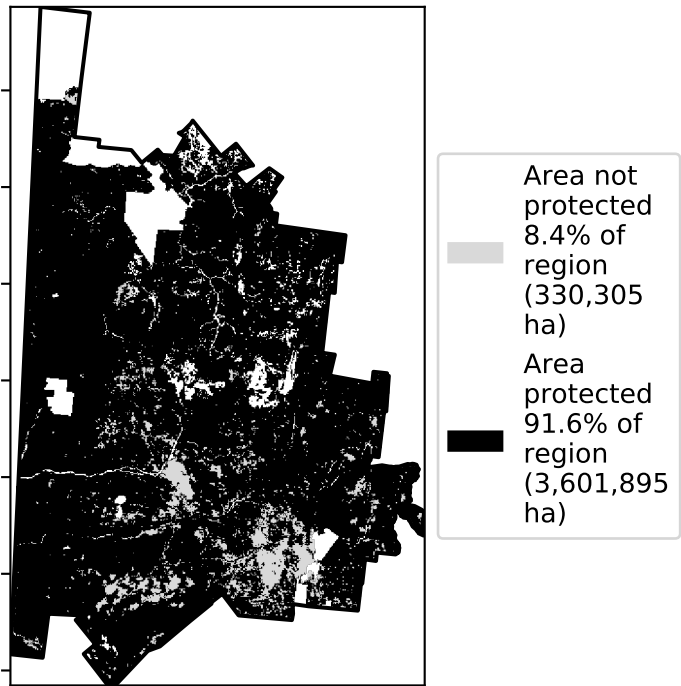 Area not
protected
8.4% of
region
(330,305
ha)
Area
protected
91.6% of
region
(3,601,895
ha)